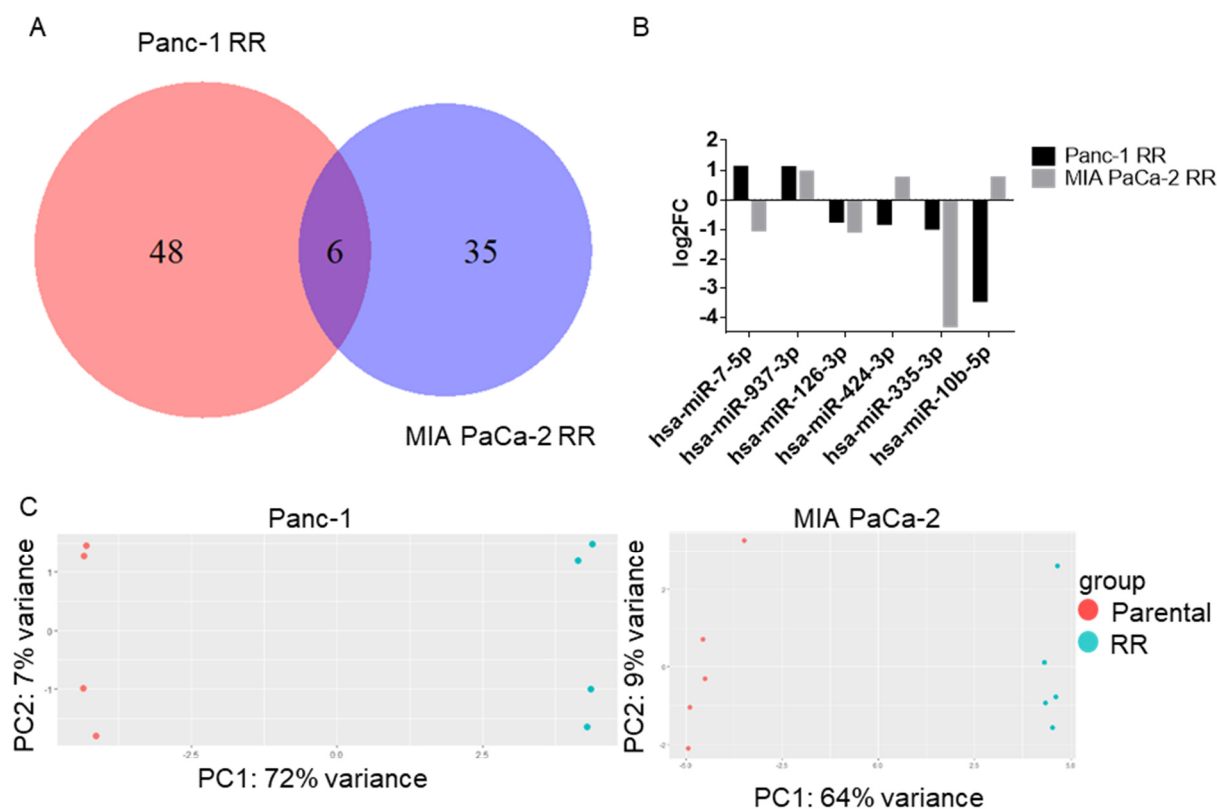 A
Panc-1 RR
48
6
35
MIA PaCa-2 RR
B
2
1
0
-1
-2
-3
-4
log2FC
Panc-1 RR
MIA PaCa-2 RR
hsa-miR-7-5p
hsa-miR-937-3p
hsa-miR-126-3p
hsa-miR-424-3p
hsa-miR-335-3p
hsa-miR-10b-5p
C
Panc-1
PC2: 7% variance
1
0
-1
-2.5
0.0
2.5
PC1: 72% variance
MIA PaCa-2
PC2: 9% variance
2
0
-2
-5.0
-2.5
0.0
2.5
5.0
PC1: 64% variance
group
Parental
RR